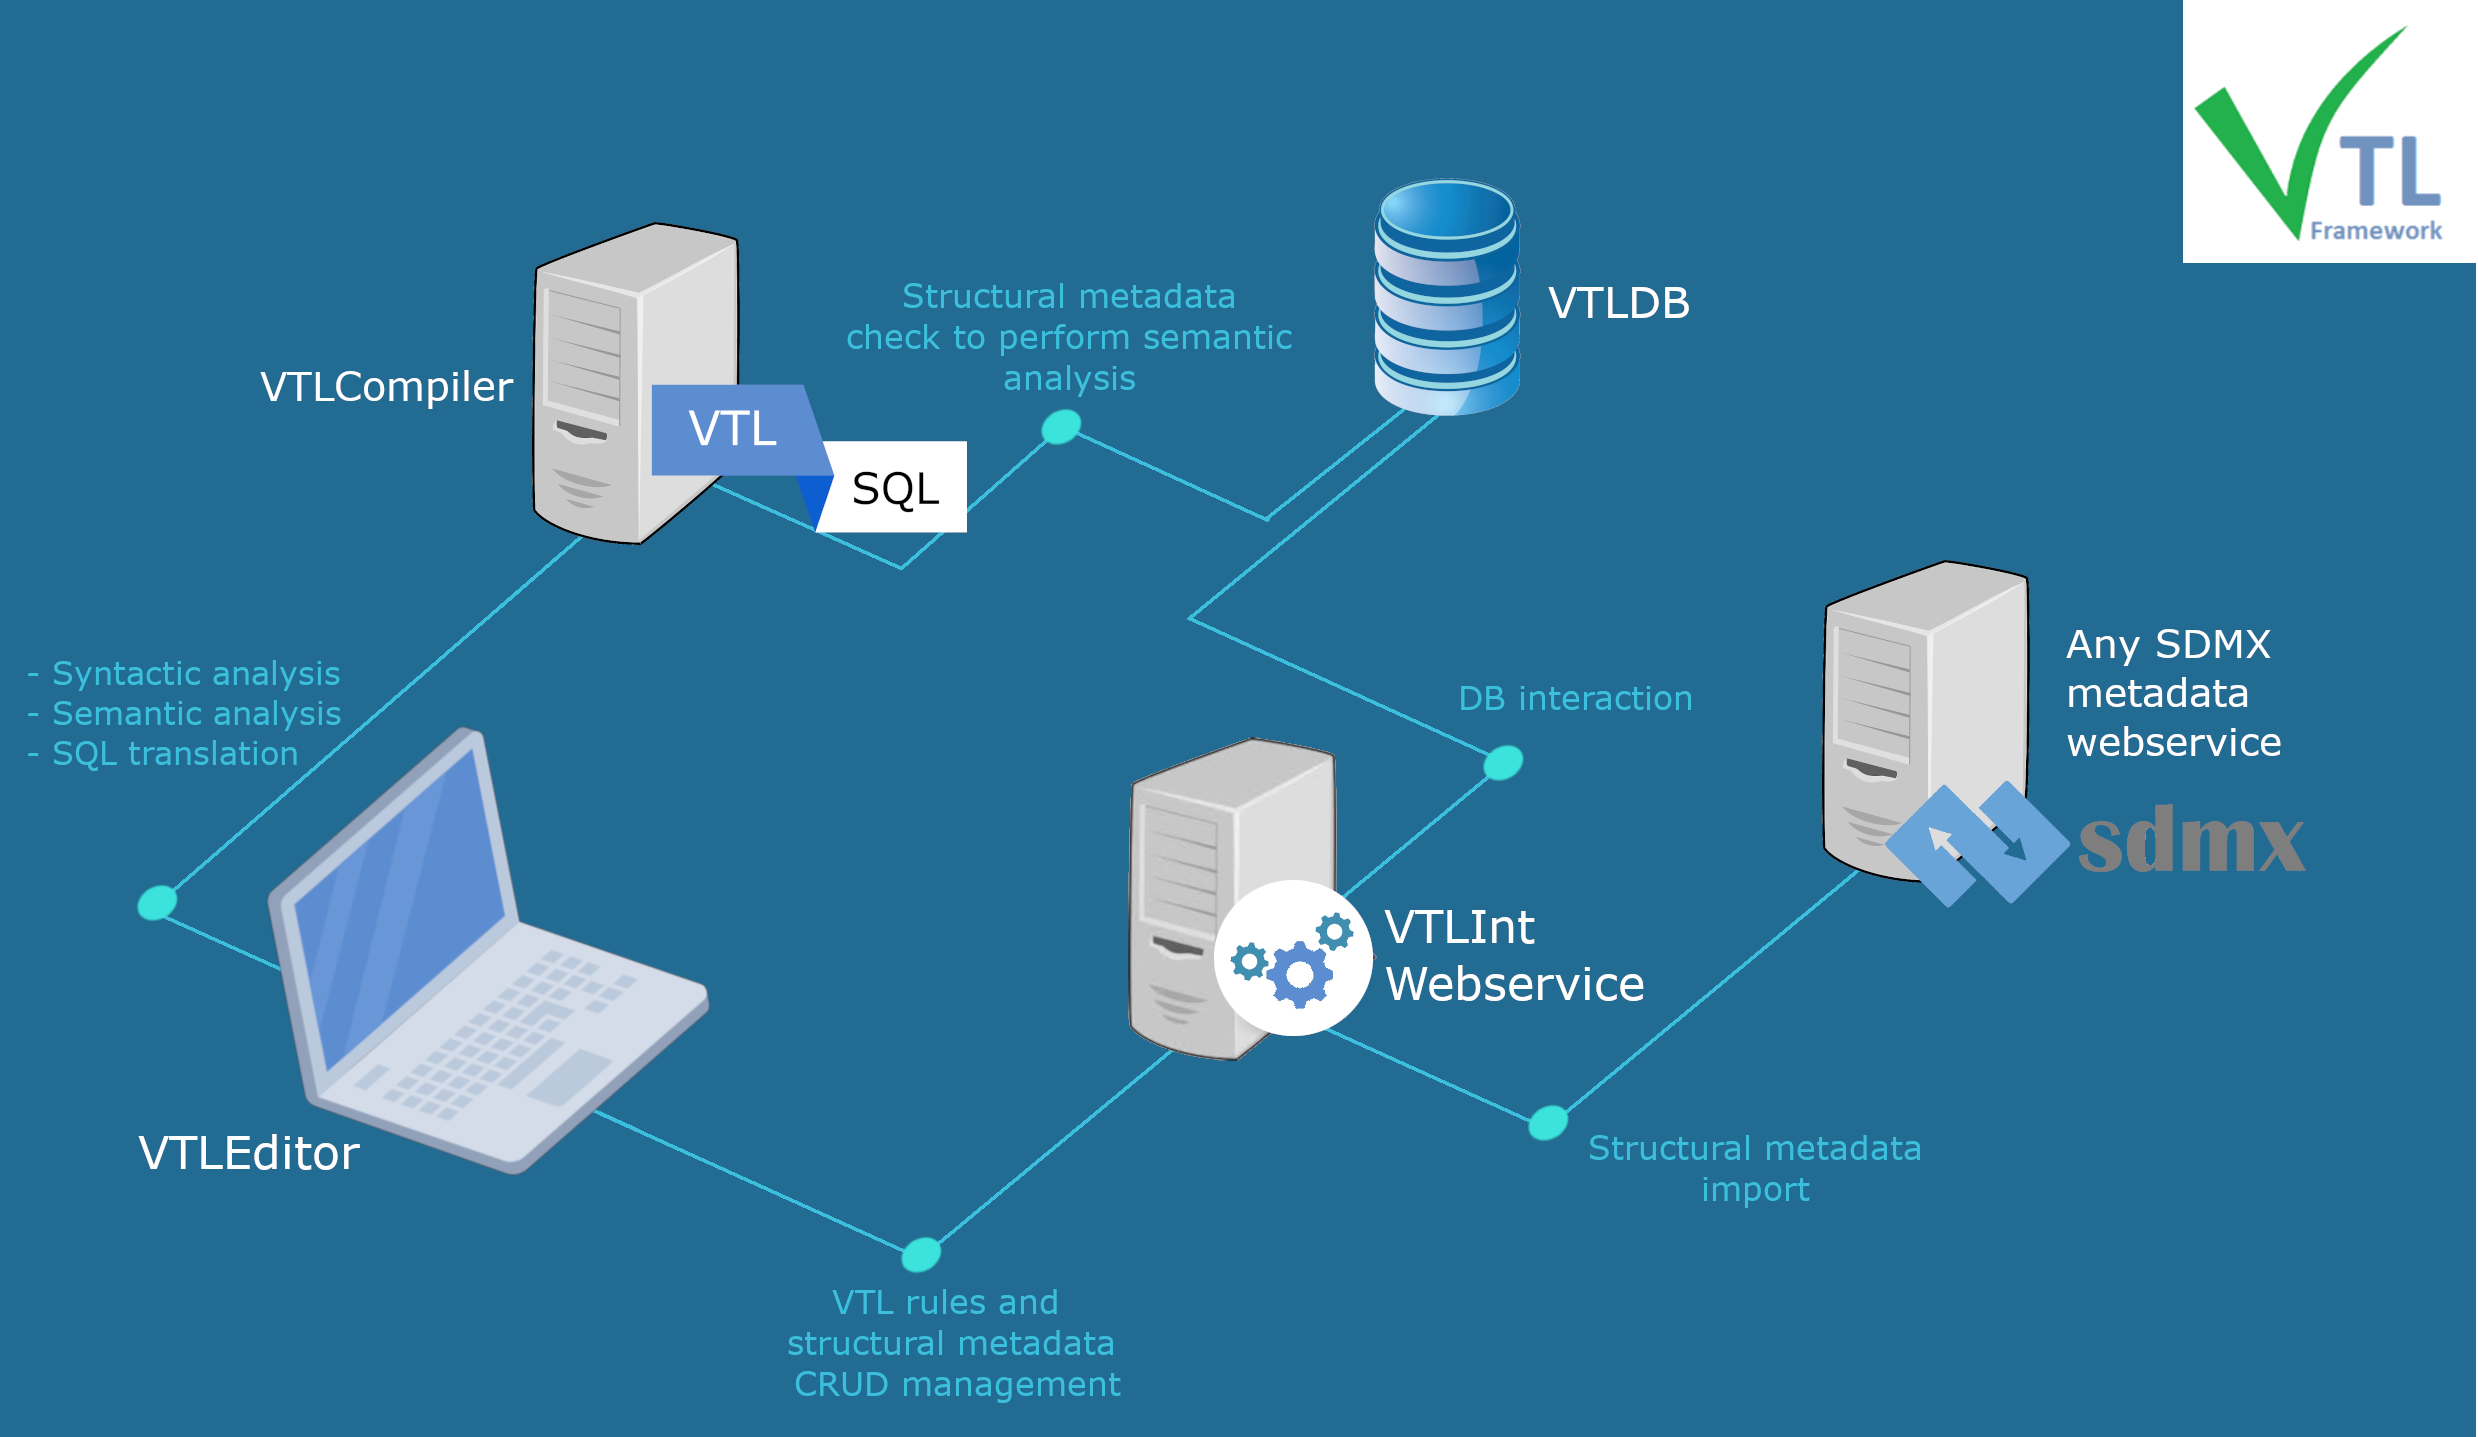 TL
Framework
VTLDB
Structural metadata
check to perform semantic
analysis
VTLCompiler
VTL
SQL
Any SDMX
metadata
webservice
sdmx
- Syntactic analysis
- Semantic analysis
- SQL translation
DB interaction
VTLInt
Webservice
VTLEditor
Structural metadata
import
VTL rules and
structural metadata
CRUD management